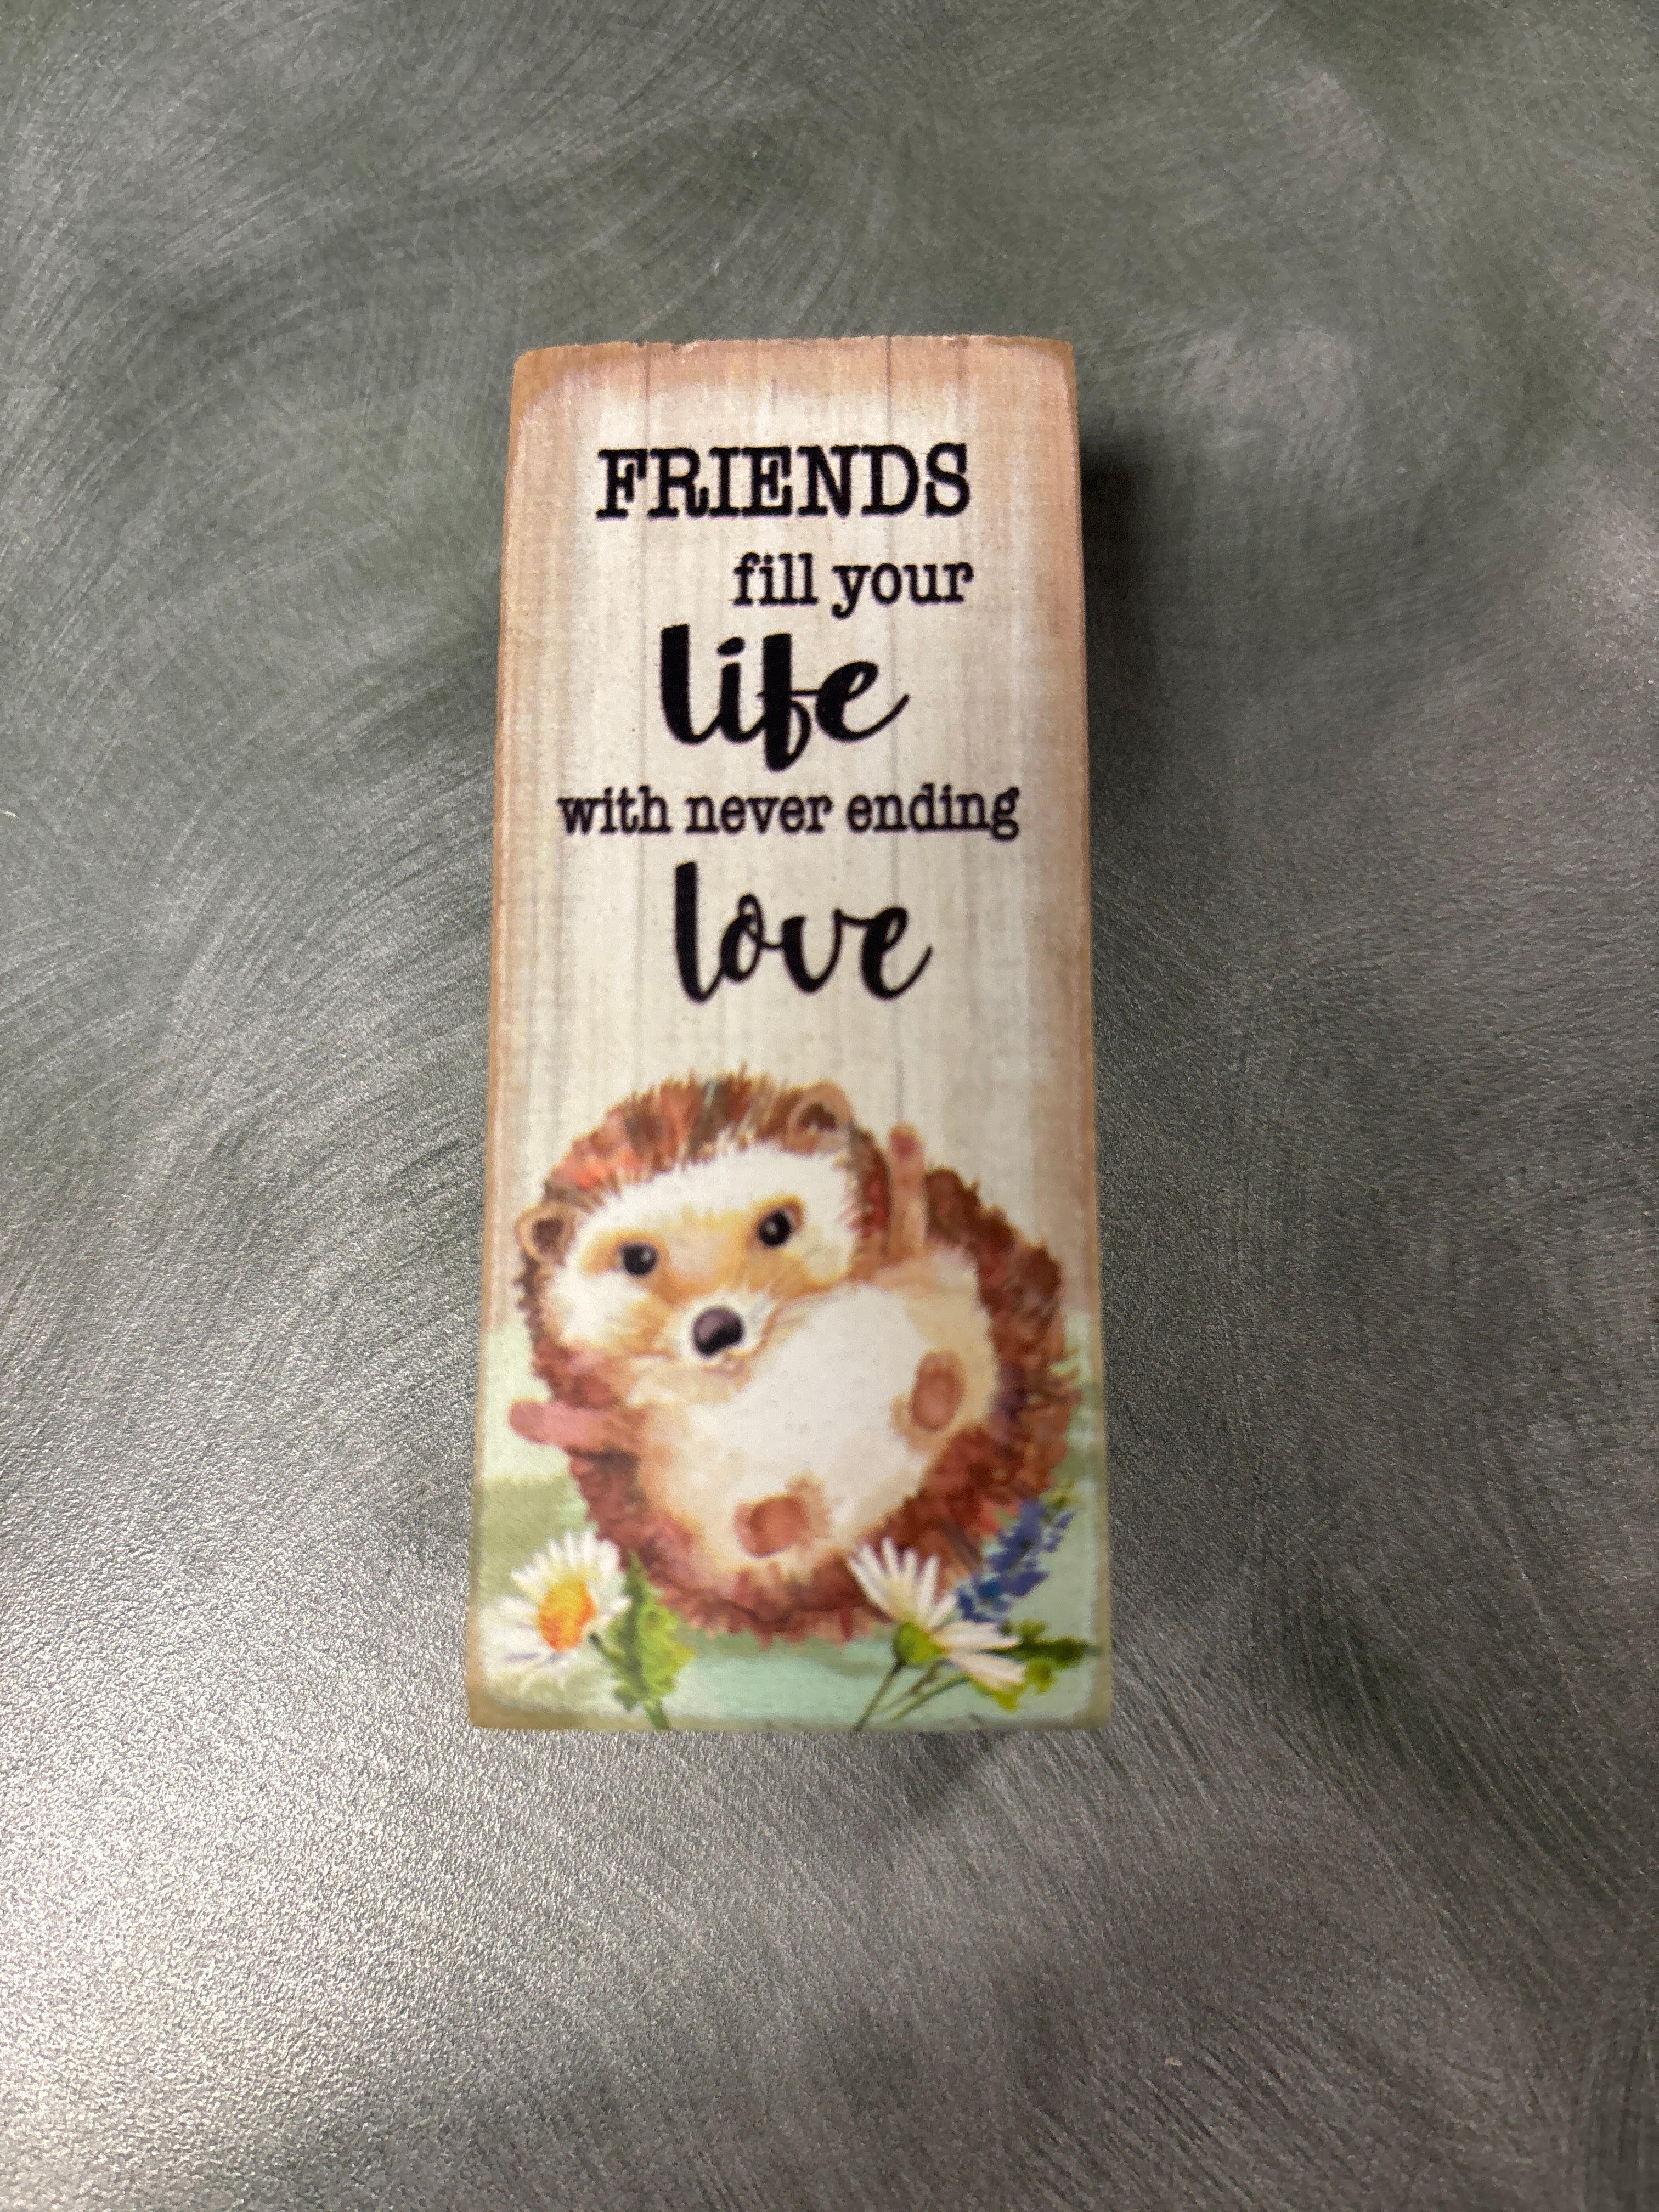 FRIENDS
fill your
life
with never ending
love